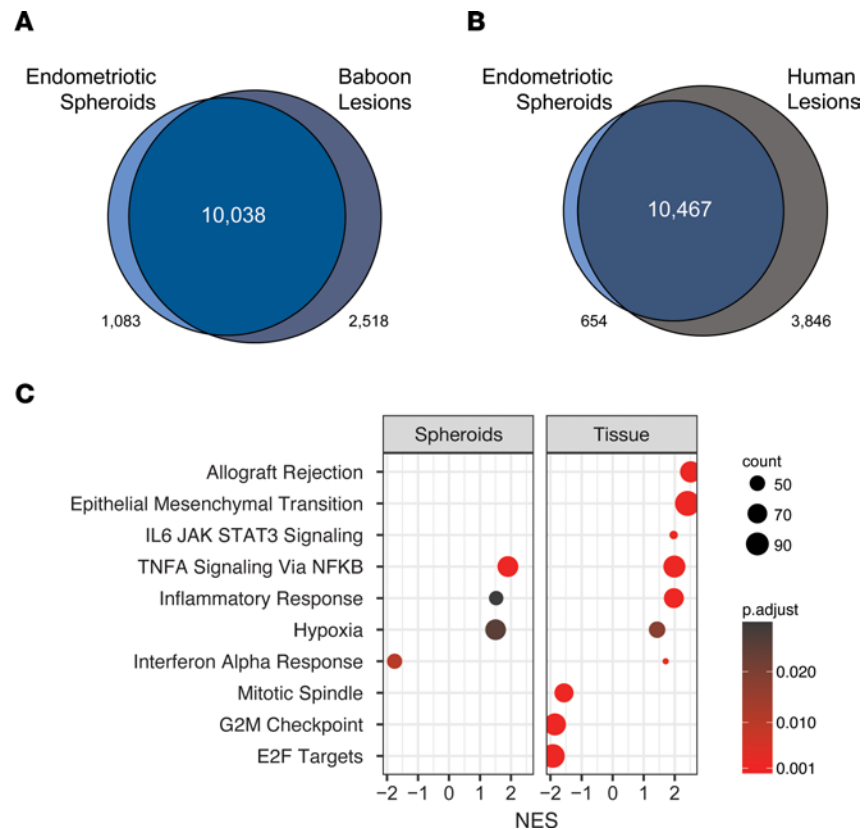 A
Endometriotic
Spheroids
Baboon
Lesions
10,038
1,083
2,518
B
Endometriotic
Spheroids
Human
Lesions
10,467
654
3,846
C
Spheroids
Tissue
Allograft Rejection
Epithelial Mesenchymal Transition
IL6 JAK STAT3 Signaling
TNFA Signaling Via NFKB
Inflammatory Response
Hypoxia
Interferon Alpha Response
Mitotic Spindle
G2M Checkpoint
E2F Targets
−2 −1 0 1 2
−2 −1 0 1 2
NES
count
50
70
90
p.adjust
0.020
0.010
0.001